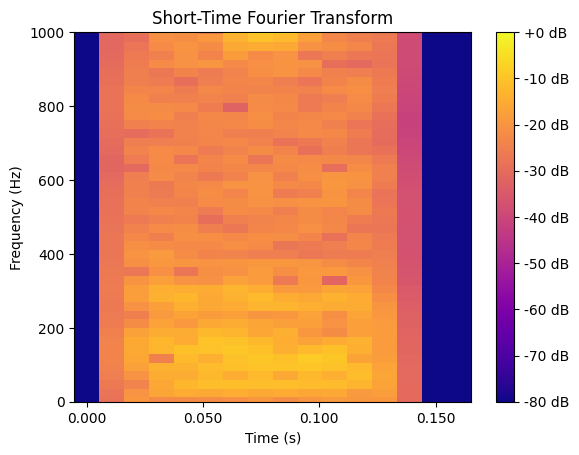 Short-Time Fourier Transform
1000
800
600
400
200
0
Frequency (Hz)
0.000
0.050
0.100
0.150
Time (s)
+0 dB
-10 dB
-20 dB
-30 dB
-40 dB
-50 dB
-60 dB
-70 dB
-80 dB